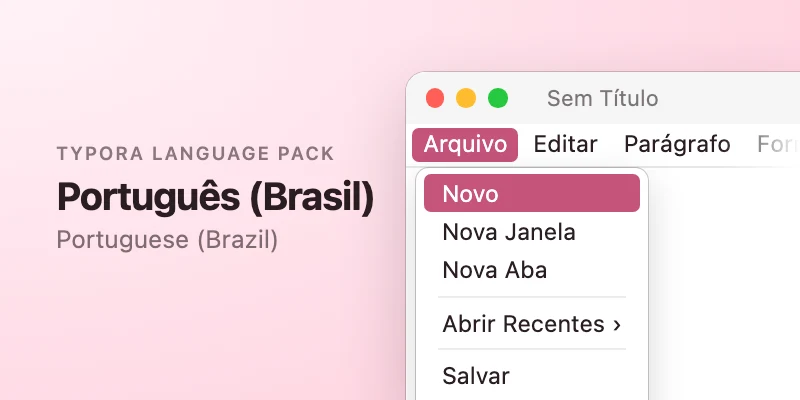 TYPORA LANGUAGE PACK
Português (Brasil)
Portuguese (Brazil)
Sem Título
Arquivo Editar Parágrafo
Novo
Nova Janela
Nova Aba
Abrir Recentes ›
Salvar